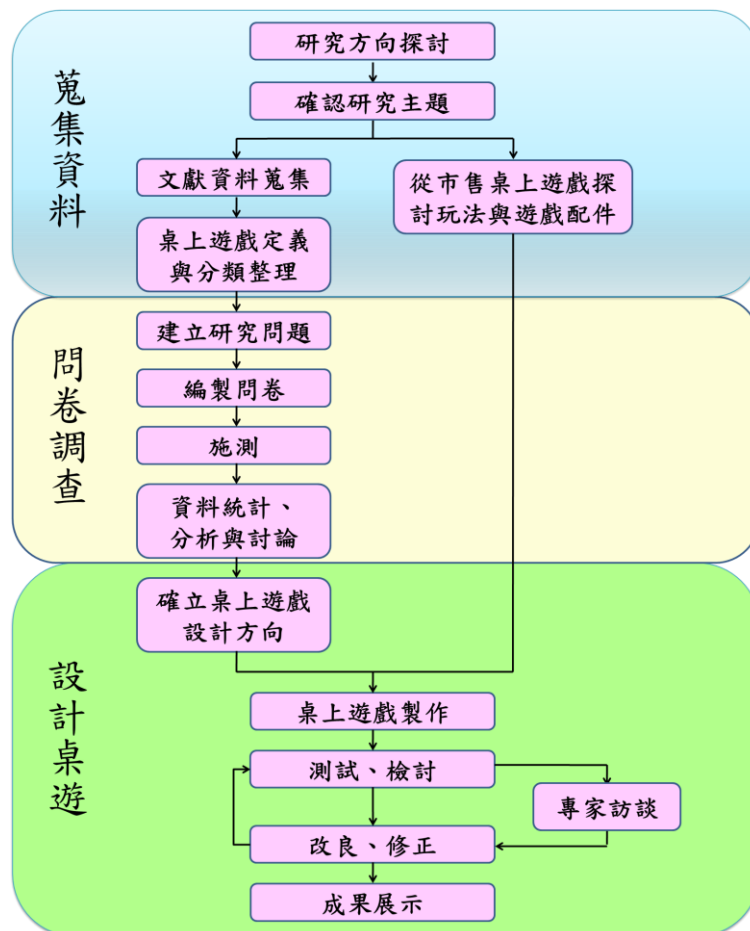 蒐集資料
研究方向探討
確認研究主題
文獻資料蒐集
從市售桌上遊戲探
討玩法與遊戲配件
桌上遊戲定義
與分類整理
問卷調查
建立研究問題
編製問卷
施測
資料統計、
分析與討論
設計桌遊
確立桌上遊戲
設計方向
桌上遊戲製作
測試、檢討
專家訪談
改良、修正
成果展示